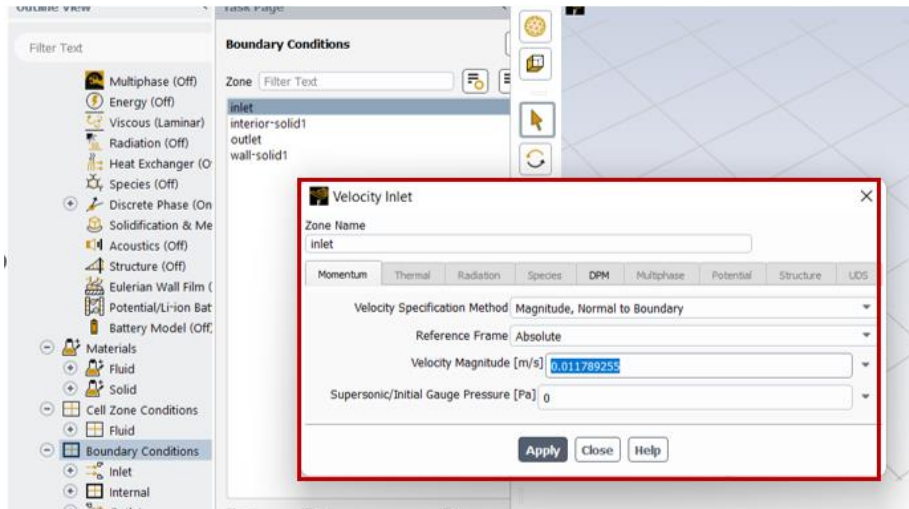 Outline View
Task Page
Filter Text
Boundary Conditions
Zone Filter Text
inlet
interior-solid1
outlet
wall-solid1
Multiphase (Off)
Energy (Off)
Viscous (Laminar)
Radiation (Off)
Heat Exchanger (O
Species (Off)
Discrete Phase (On
Solidification & Me
Acoustics (Off)
Structure (Off)
Eulerian Wall Film (
Potential/Li-ion Bat
Battery Model (Off,
Materials
Fluid
Solid
Cell Zone Conditions
Fluid
Boundary Conditions
Inlet
Internal
Velocity Inlet
Zone Name
inlet
Momentum Thermal Radiation Species DPM Multiphase Potential Structure UDS
Velocity Specification Method Magnitude, Normal to Boundary
Reference Frame Absolute
Velocity Magnitude [m/s] 0.011789255
Supersonic/Initial Gauge Pressure [Pa] 0
Apply Close Help